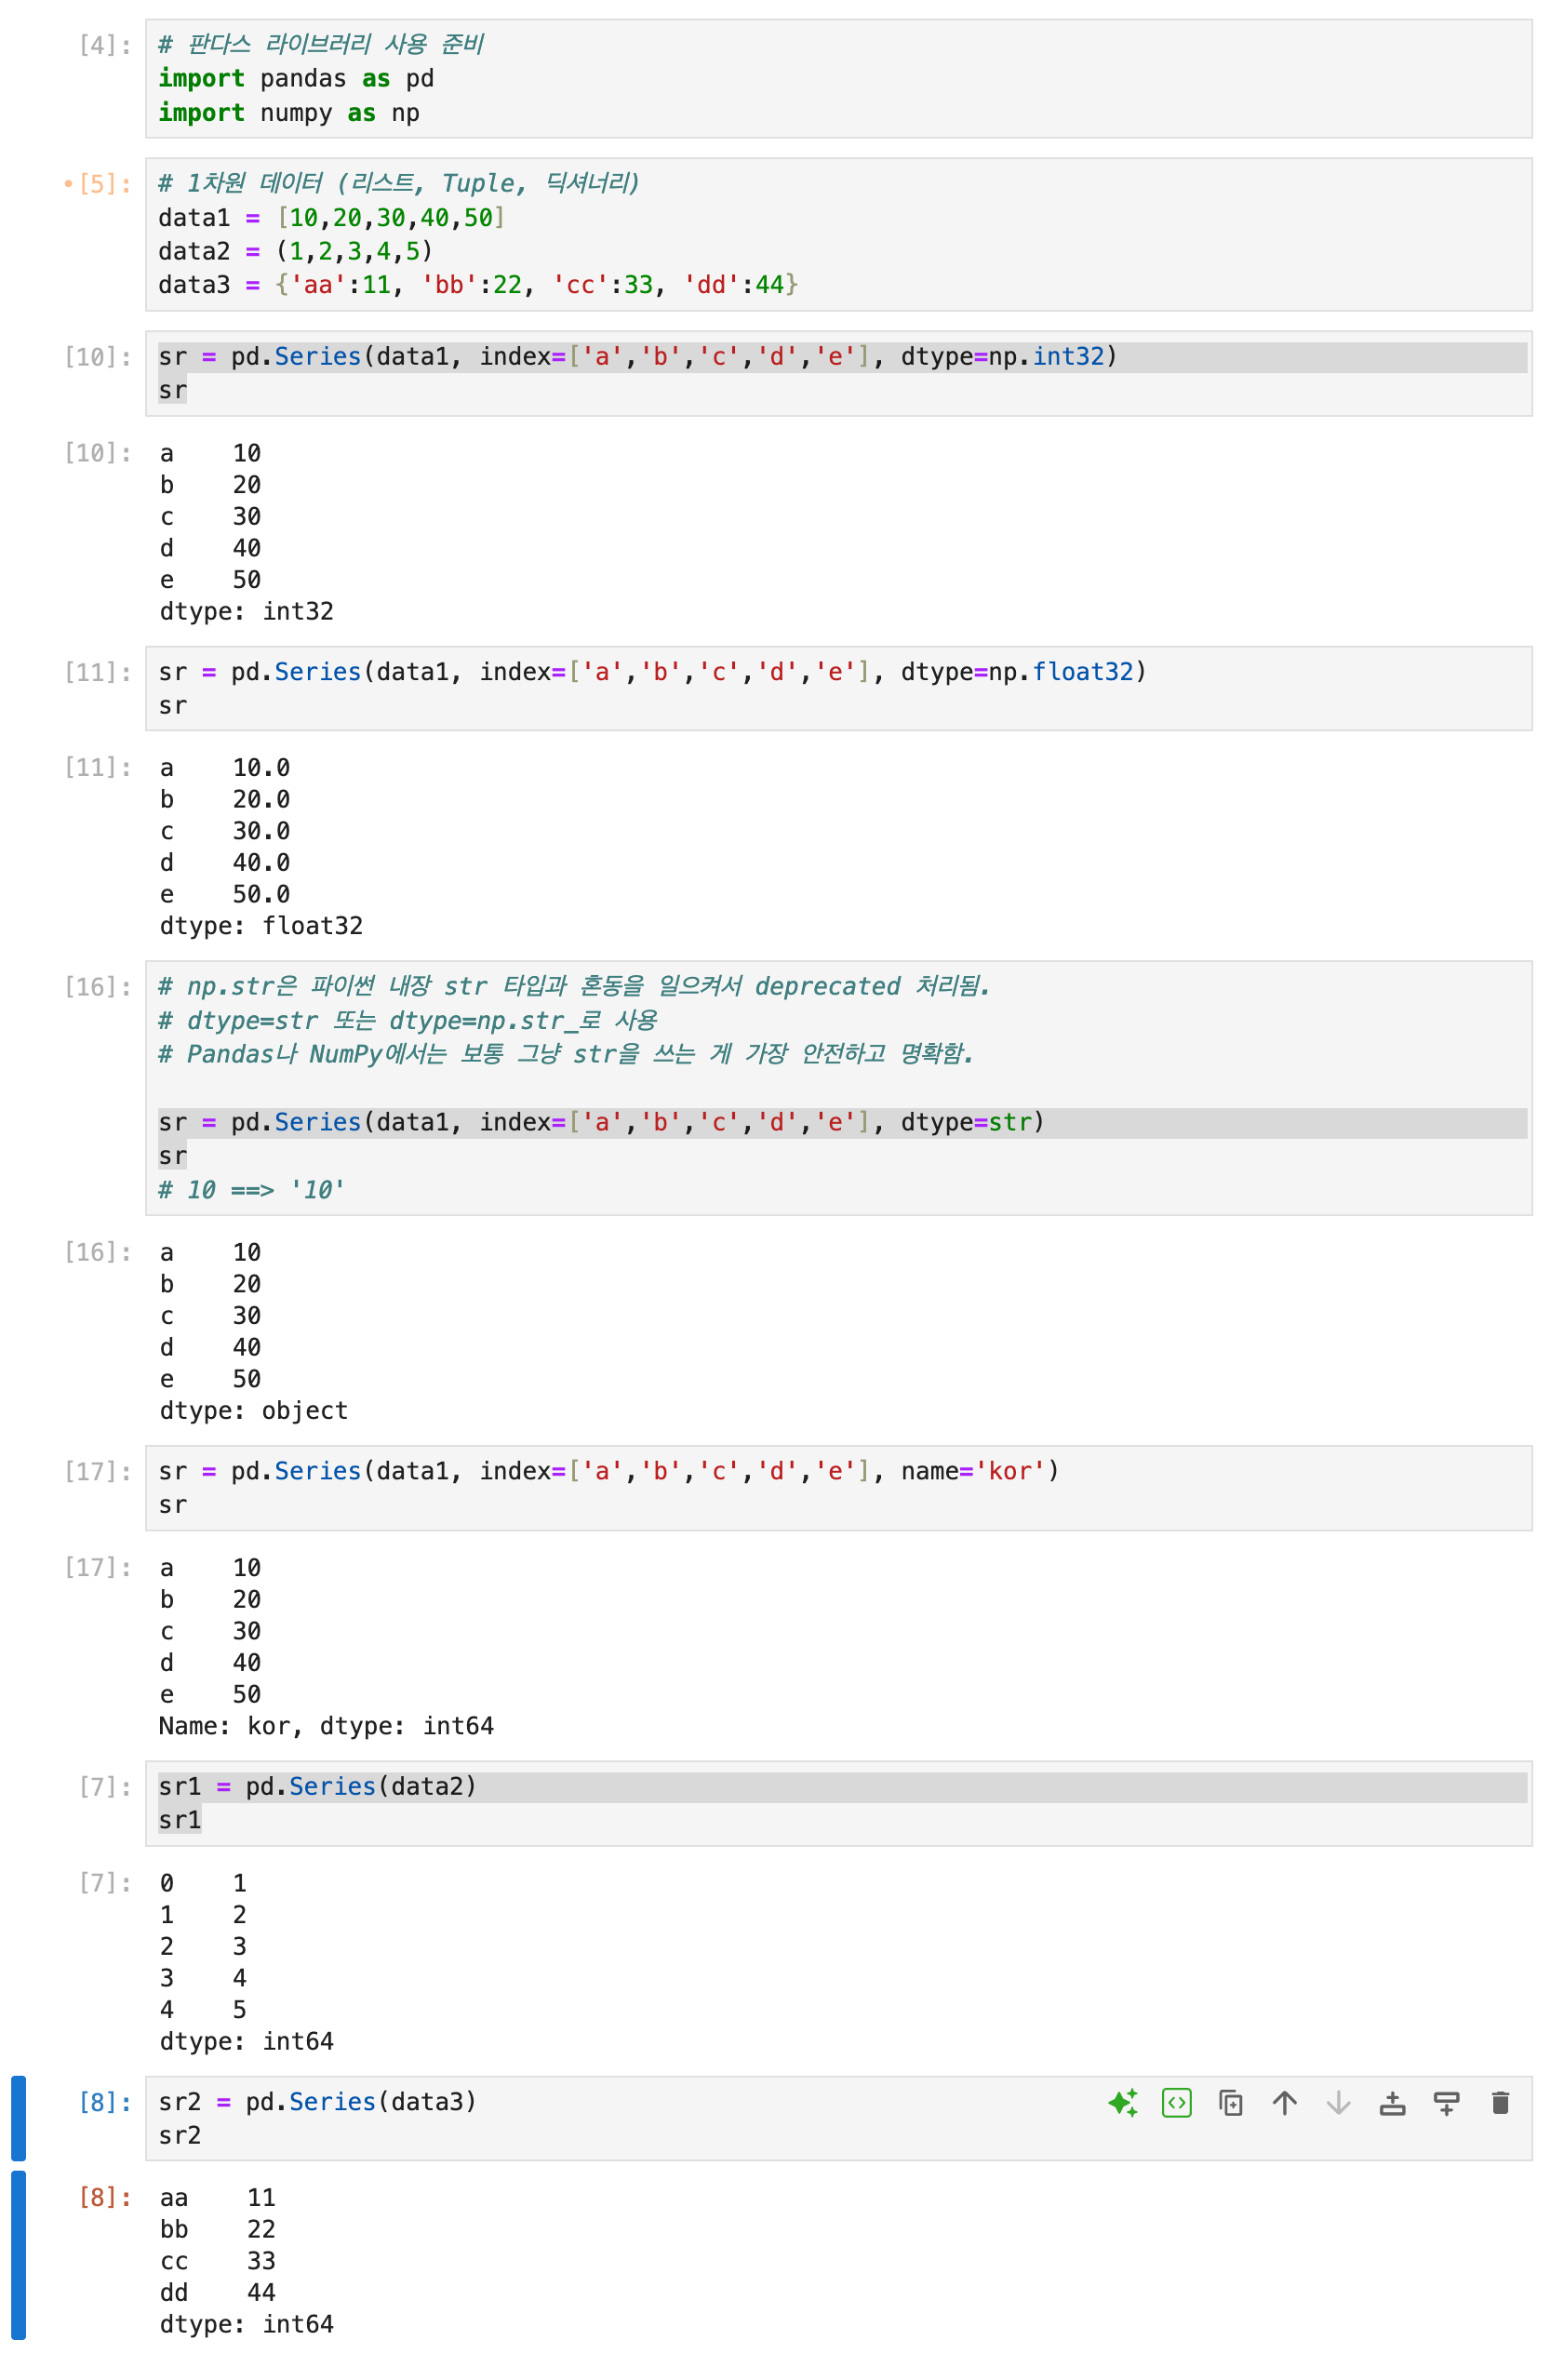 [4]: # 판다스 라이브러리 사용 준비
import pandas as pd
import numpy as np
•[5]: # 1차원 데이터 (리스트, Tuple, 딕셔너리)
data1 = [10,20,30,40,50]
data2 = (1,2,3,4,5)
data3 = {'aa':11, 'bb':22, 'cc':33, 'dd':44}
[10]: sr = pd.Series(data1, index=['a','b','c','d','e'], dtype=np.int32)
sr
[10]: a    10
b    20
c    30
d    40
e    50
dtype: int32
[11]: sr = pd.Series(data1, index=['a','b','c','d','e'], dtype=np.float32)
sr
[11]: a    10.0
b    20.0
c    30.0
d    40.0
e    50.0
dtype: float32
[16]: # np.str은 파이썬 내장 str 타입과 혼동을 일으켜서 deprecated 처리됨.
# dtype=str 또는 dtype=np.str_로 사용
# Pandas나 NumPy에서는 보통 그냥 str을 쓰는 게 가장 안전하고 명확함.
sr = pd.Series(data1, index=['a','b','c','d','e'], dtype=str)
sr
# 10 ==> '10'
[16]: a    10
b    20
c    30
d    40
e    50
dtype: object
[17]: sr = pd.Series(data1, index=['a','b','c','d','e'], name='kor')
sr
[17]: a    10
b    20
c    30
d    40
e    50
Name: kor, dtype: int64
[7]: sr1 = pd.Series(data2)
sr1
[7]: 0    1
1    2
2    3
3    4
4    5
dtype: int64
[8]: sr2 = pd.Series(data3)
sr2
[8]: aa    11
bb    22
cc    33
dd    44
dtype: int64